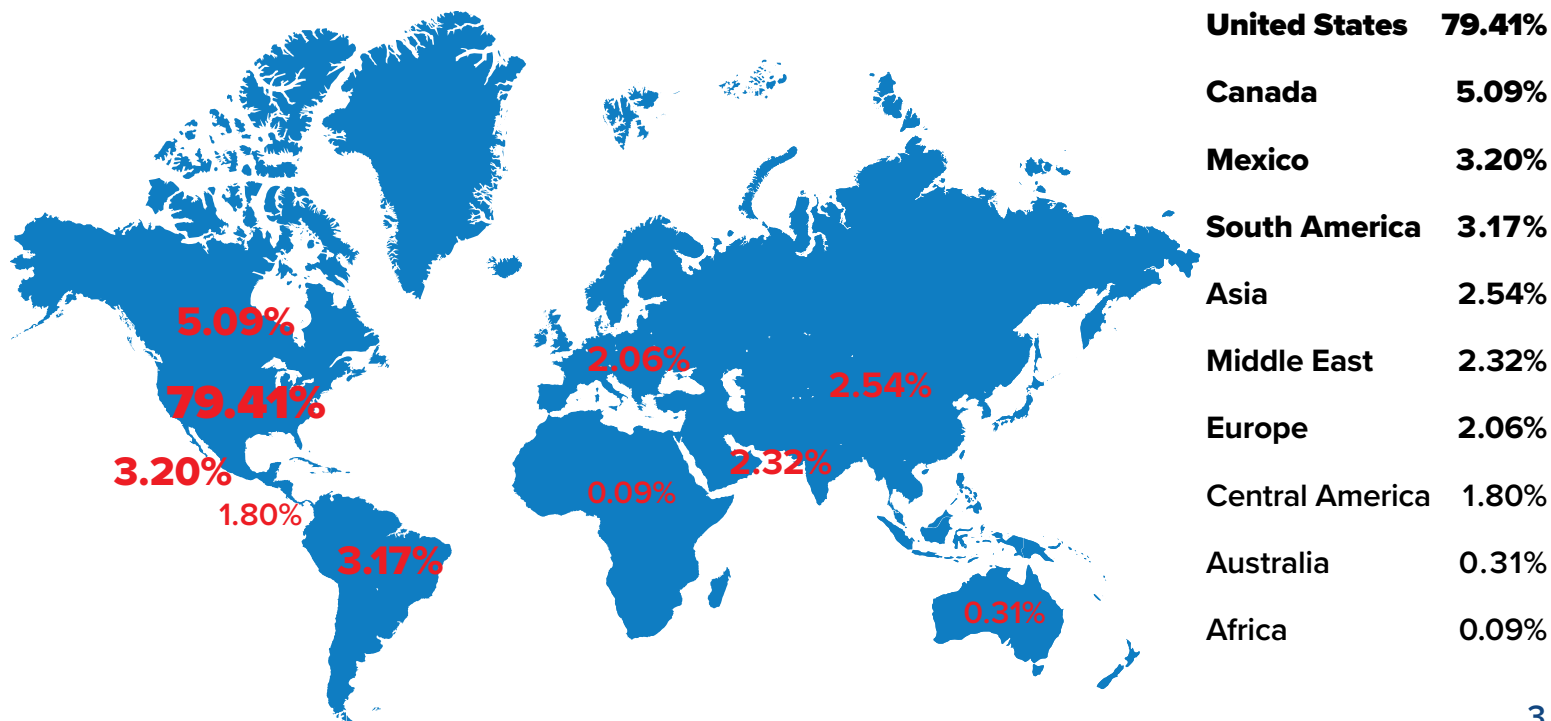 United States 79.41%
Canada 5.09%
Mexico 3.20%
South America 3.17%
Asia 2.54%
Middle East 2.32%
Europe 2.06%
Central America 1.80%
Australia 0.31%
Africa 0.09%
5.09%
79.41%
3.20%
1.80%
3.17%
2.06%
2.54%
2.32%
0.09%
0.31%
3